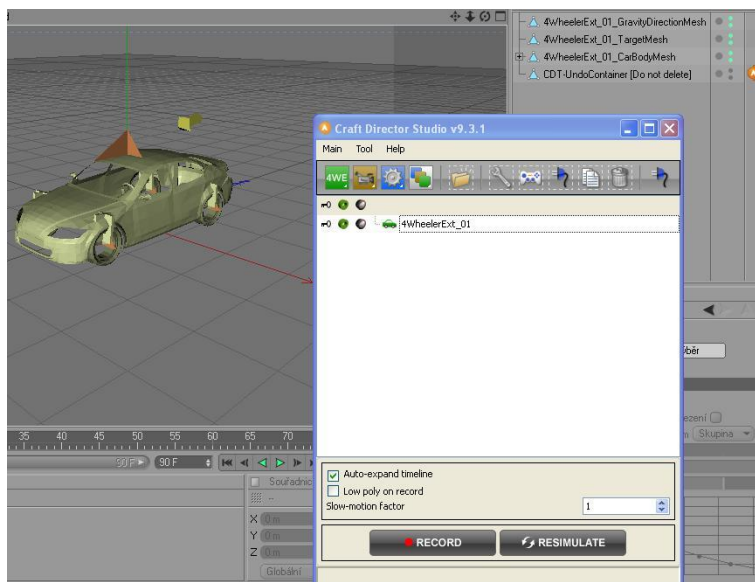 4WheelerExt_01_GravityDirectionMesh
4WheelerExt_01_TargetMesh
4WheelerExt_01_CarBodyMesh
CDT-UndoContainer [Do not delete]
Craft Director Studio v9.3.1
Main Tool Help
4WE
4WheelerExt_01
běr
ezení
Skupina
35 40 45 50 55 60 65 70
90 F 90 F
Auto-expand timeline
Low poly on record
Slow-motion factor 1
RECORD RESIMULATE
Souřadnic
--
X 0 m
Y 0 m
Z 0 m
Globální